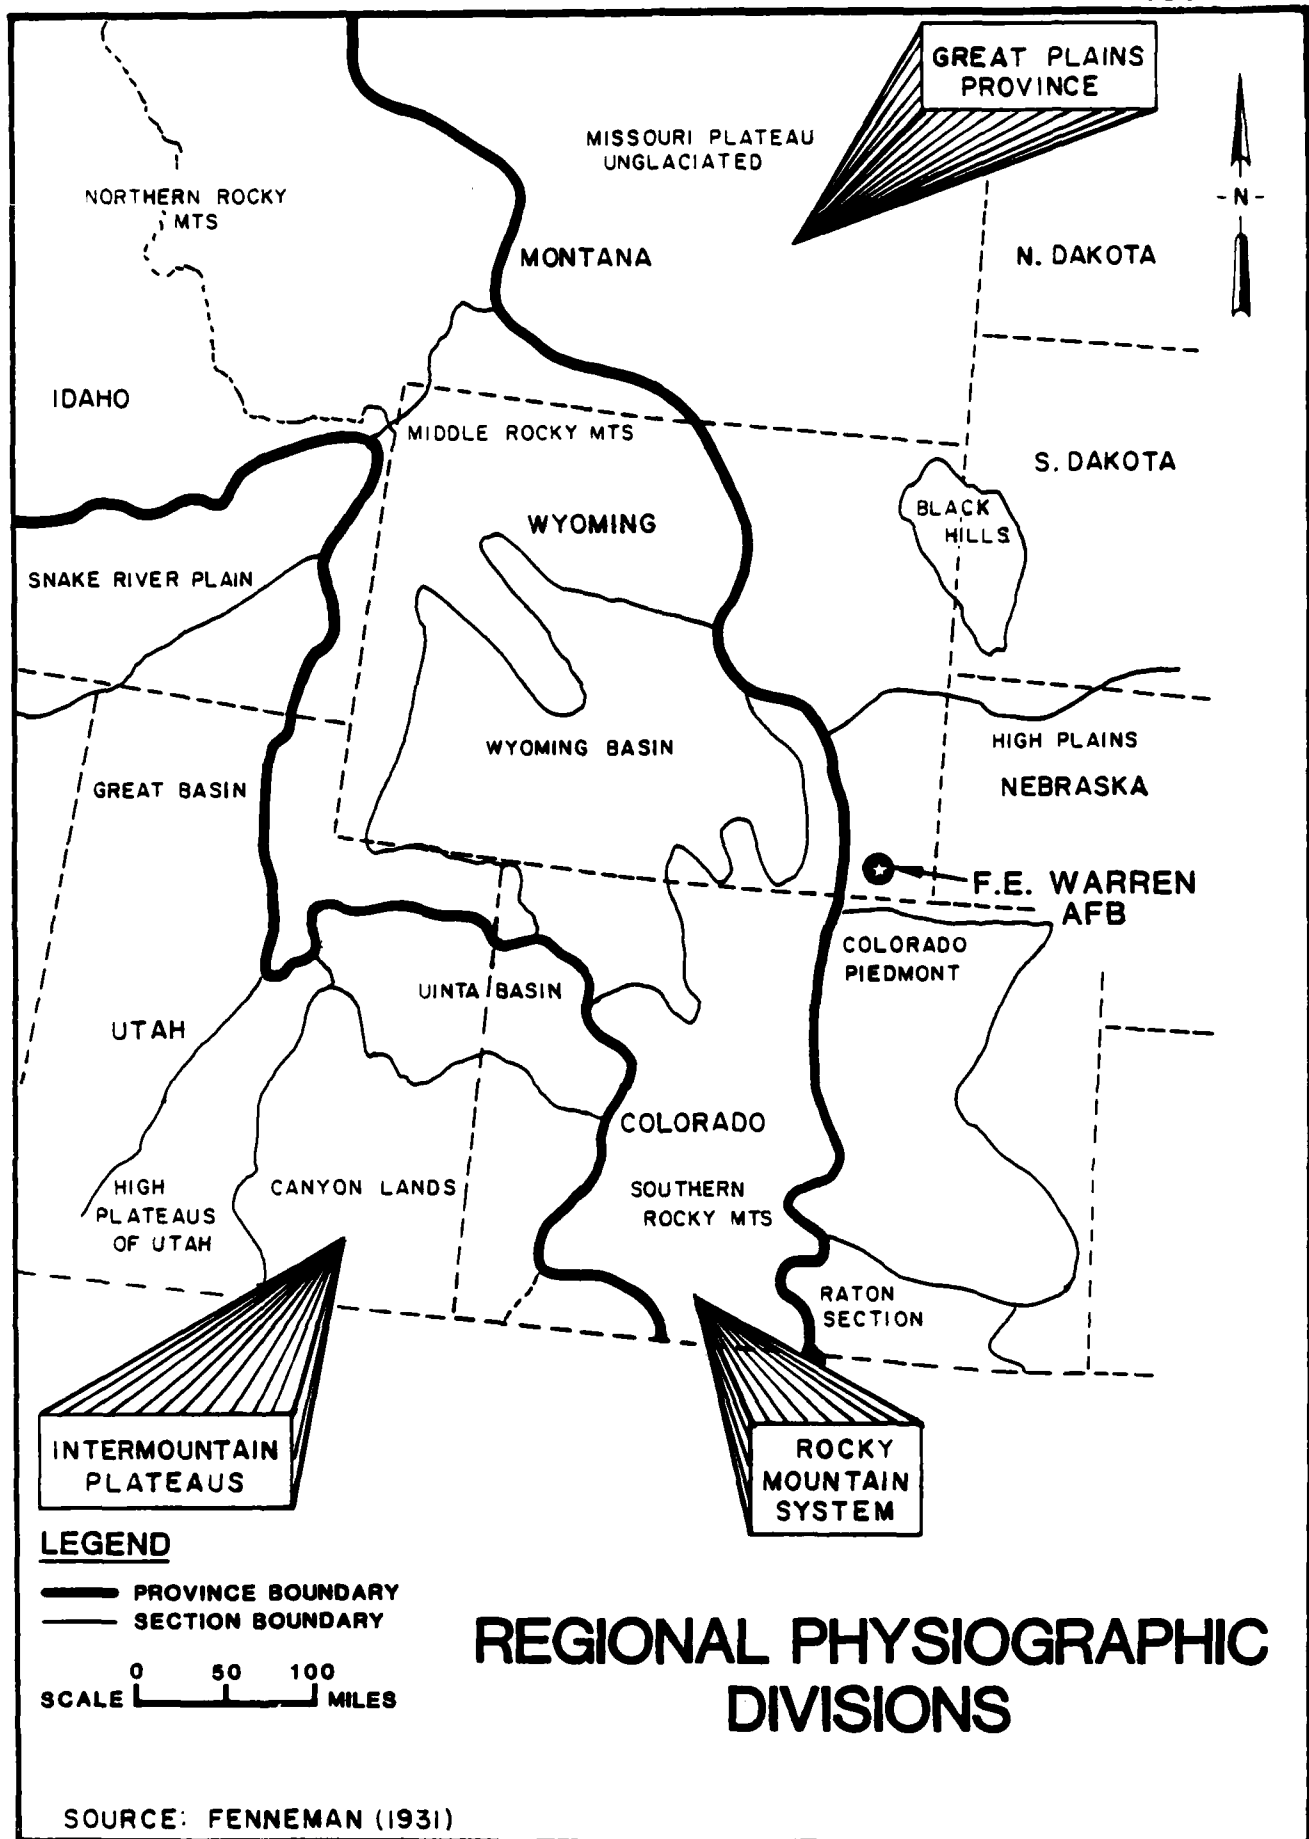 GREAT PLAINS
PROVINCE
MISSOURI PLATEAU
UNGLACIATED
NORTHERN ROCKY
MTS
- N -
MONTANA
N. DAKOTA
IDAHO
MIDDLE ROCKY MTS
S. DAKOTA
BLACK
HILLS
WYOMING
SNAKE RIVER PLAIN
WYOMING BASIN
HIGH PLAINS
GREAT BASIN
NEBRASKA
F.E. WARREN
AFB
COLORADO
PIEDMONT
UINTA BASIN
UTAH
COLORADO
HIGH
PLATEAUS
OF UTAH
CANYON LANDS
SOUTHERN
ROCKY MTS
RATON
SECTION
INTERMOUNTAIN
PLATEAUS
ROCKY
MOUNTAIN
SYSTEM
LEGEND
PROVINCE BOUNDARY
SECTION BOUNDARY
0 50 100
SCALE MILES
REGIONAL PHYSIOGRAPHIC
DIVISIONS
SOURCE: FENNEMAN (1931)